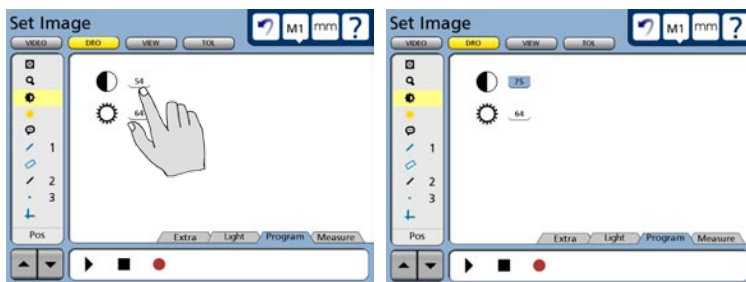 Set Image
M1 mm ?
VIDEO DRO VIEW TOL
54
64
1
2
3
Pos
Extra Light Program Measure
Set Image
M1 mm ?
VIDEO DRO VIEW TOL
75
64
1
2
3
Pos
Extra Light Program Measure